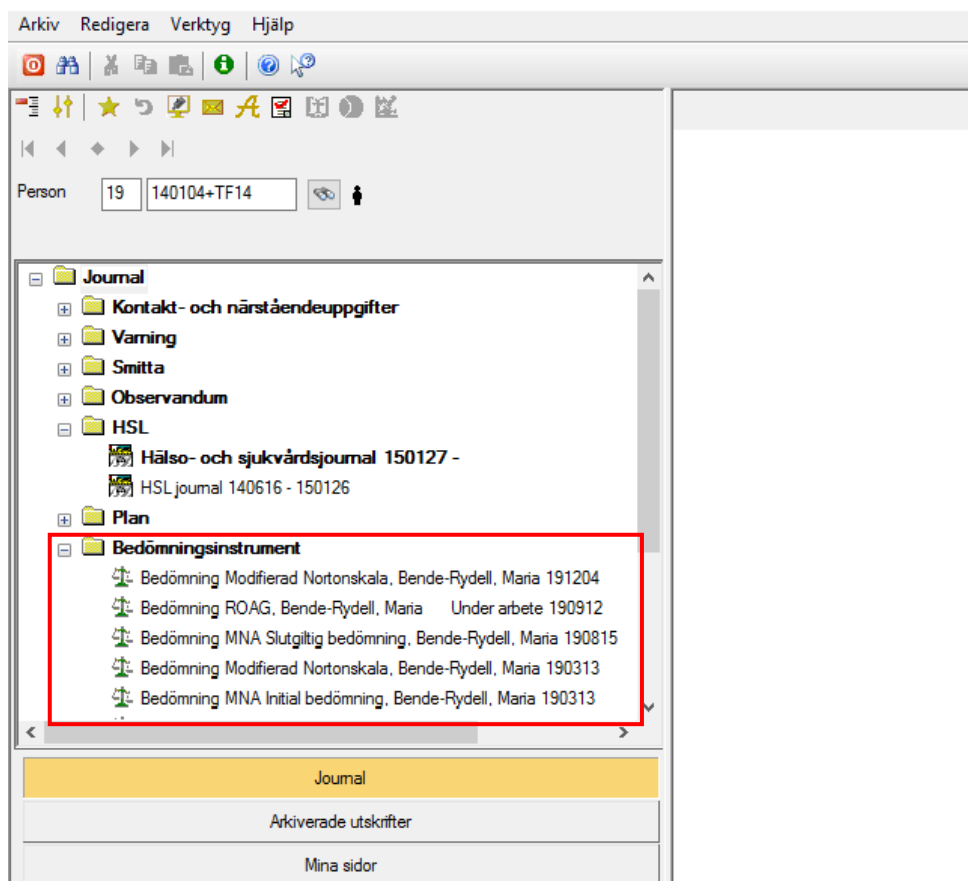 Arkiv Redigera Verktyg Hjälp
Person 19 140104+TF14
Journal
Kontakt- och närståendeuppgifter
Varning
Smitta
Observandum
HSL
Hälso- och sjukvårdsjournal 150127 -
HSL journal 140616 - 150126
Plan
Bedömningsinstrument
Bedömning Modifierad Nortonskala, Bende-Rydell, Maria 191204
Bedömning ROAG, Bende-Rydell, Maria Under arbete 190912
Bedömning MNA Slutgiltig bedömning, Bende-Rydell, Maria 190815
Bedömning Modifierad Nortonskala, Bende-Rydell, Maria 190313
Bedömning MNA Initial bedömning, Bende-Rydell, Maria 190313
Journal
Arkiverade utskrifter
Mina sidor